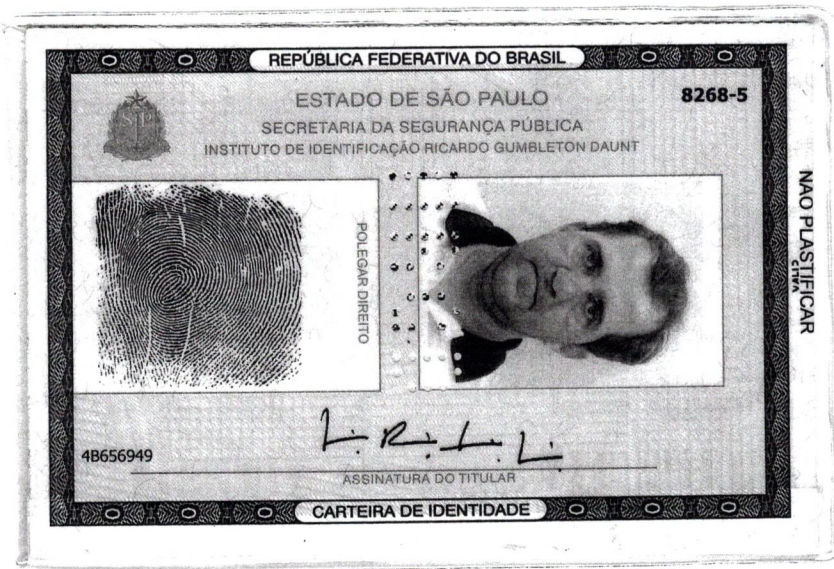 REPÚBLICA FEDERATIVA DO BRASIL
ESTADO DE SÃO PAULO
8268-5
SECRETARIA DA SEGURANÇA PÚBLICA
INSTITUTO DE IDENTIFICAÇÃO RICARDO GUMBLETON DAUNT
SP
POLEGAR DIREITO
NAO PLASTIFICAR
L. R. L. L.
4B656949
ASSINATURA DO TITULAR
CARTEIRA DE IDENTIDADE